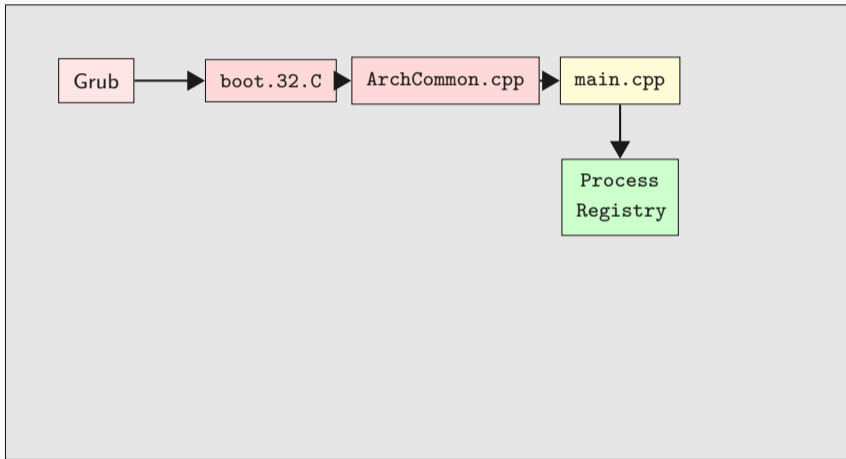 Grub
boot.32.C
ArchCommon.cpp
main.cpp
Process
Registry